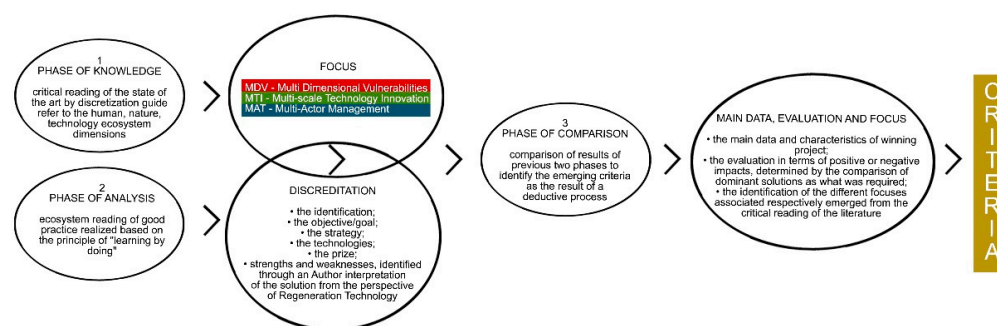 1
PHASE OF KNOWLEDGE
critical reading of the state of
the art by discretization guide
refer to the human, nature,
technology ecosystem
dimensions
2
PHASE OF ANALYSIS
ecosystem reading of good
practice realized based on
the principle of "learning by
doing"
FOCUS
MDV - Multi Dimensional Vulnerabilities
MTI - Multi-scale Technology Innovation
MAT - Multi-Actor Management
DISCREDITATION
• the identification;
• the objective/goal;
• the strategy;
• the technologies;
• the prize;
• strengths and weaknesses, identified
through an Author interpretation
of the solution from the perspective
of Regeneration Technology
3
PHASE OF COMPARISON
comparison of results of
previous two phases to
identify the emerging criteria
as the result of a
deductive process
MAIN DATA, EVALUATION AND FOCUS
• the main data and characteristics of winning
project;
• the evaluation in terms of positive or negative
impacts, determined by the comparison of
dominant solutions as what was required;
• the identification of the different focuses
associated respectively emerged from the
critical reading of the literature
CRITERIA